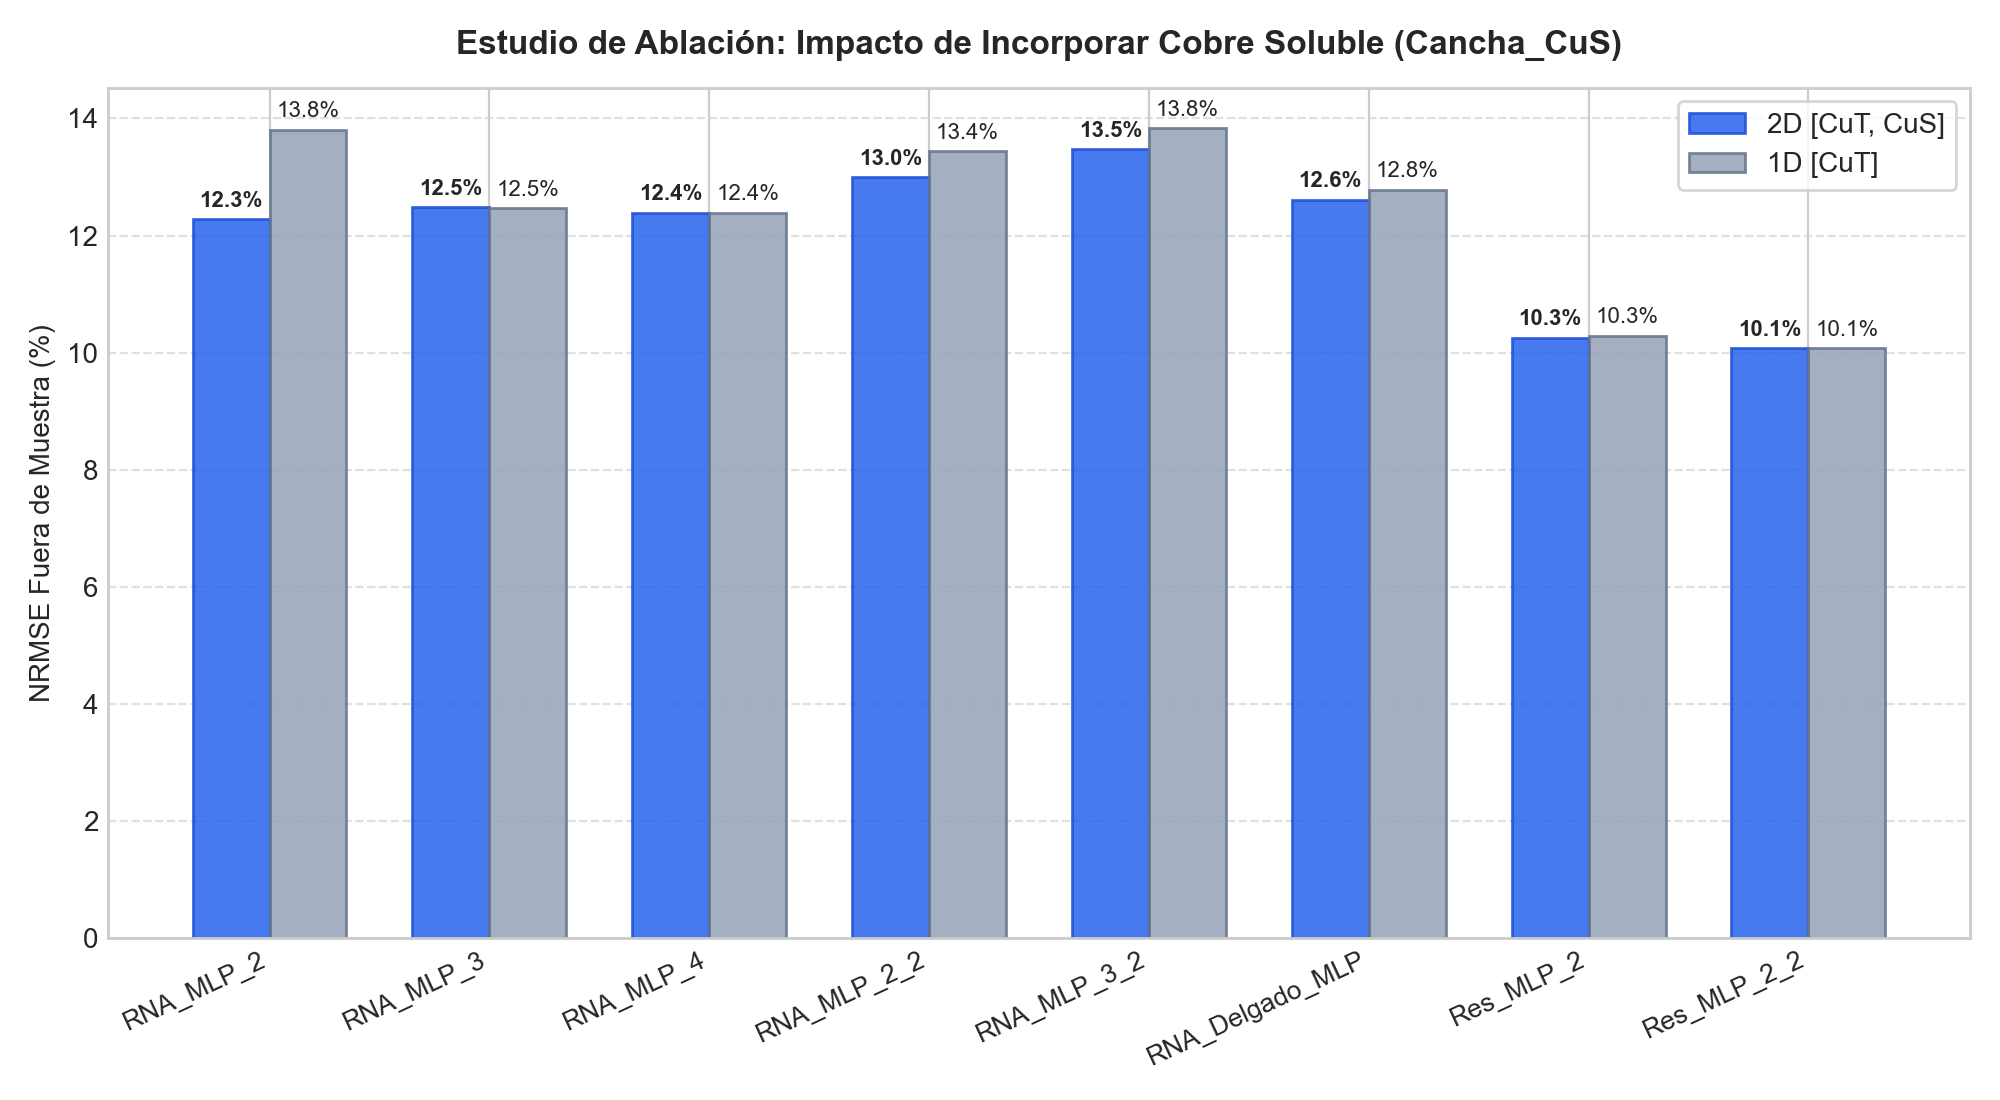 Estudio de Ablación: Impacto de Incorporar Cobre Soluble (Cancha_CuS)
2D [CuT, CuS]
1D [CuT]
NRMSE Fuera de Muestra (%)
14
12
10
8
6
4
2
0
12.3% 13.8%
12.5% 12.5%
12.4% 12.4%
13.0% 13.4%
13.5% 13.8%
12.6% 12.8%
10.3% 10.3%
10.1% 10.1%
RNA_MLP_2
RNA_MLP_3
RNA_MLP_4
RNA_MLP_2_2
RNA_MLP_3_2
RNA_Delgado_MLP
Res_MLP_2
Res_MLP_2_2